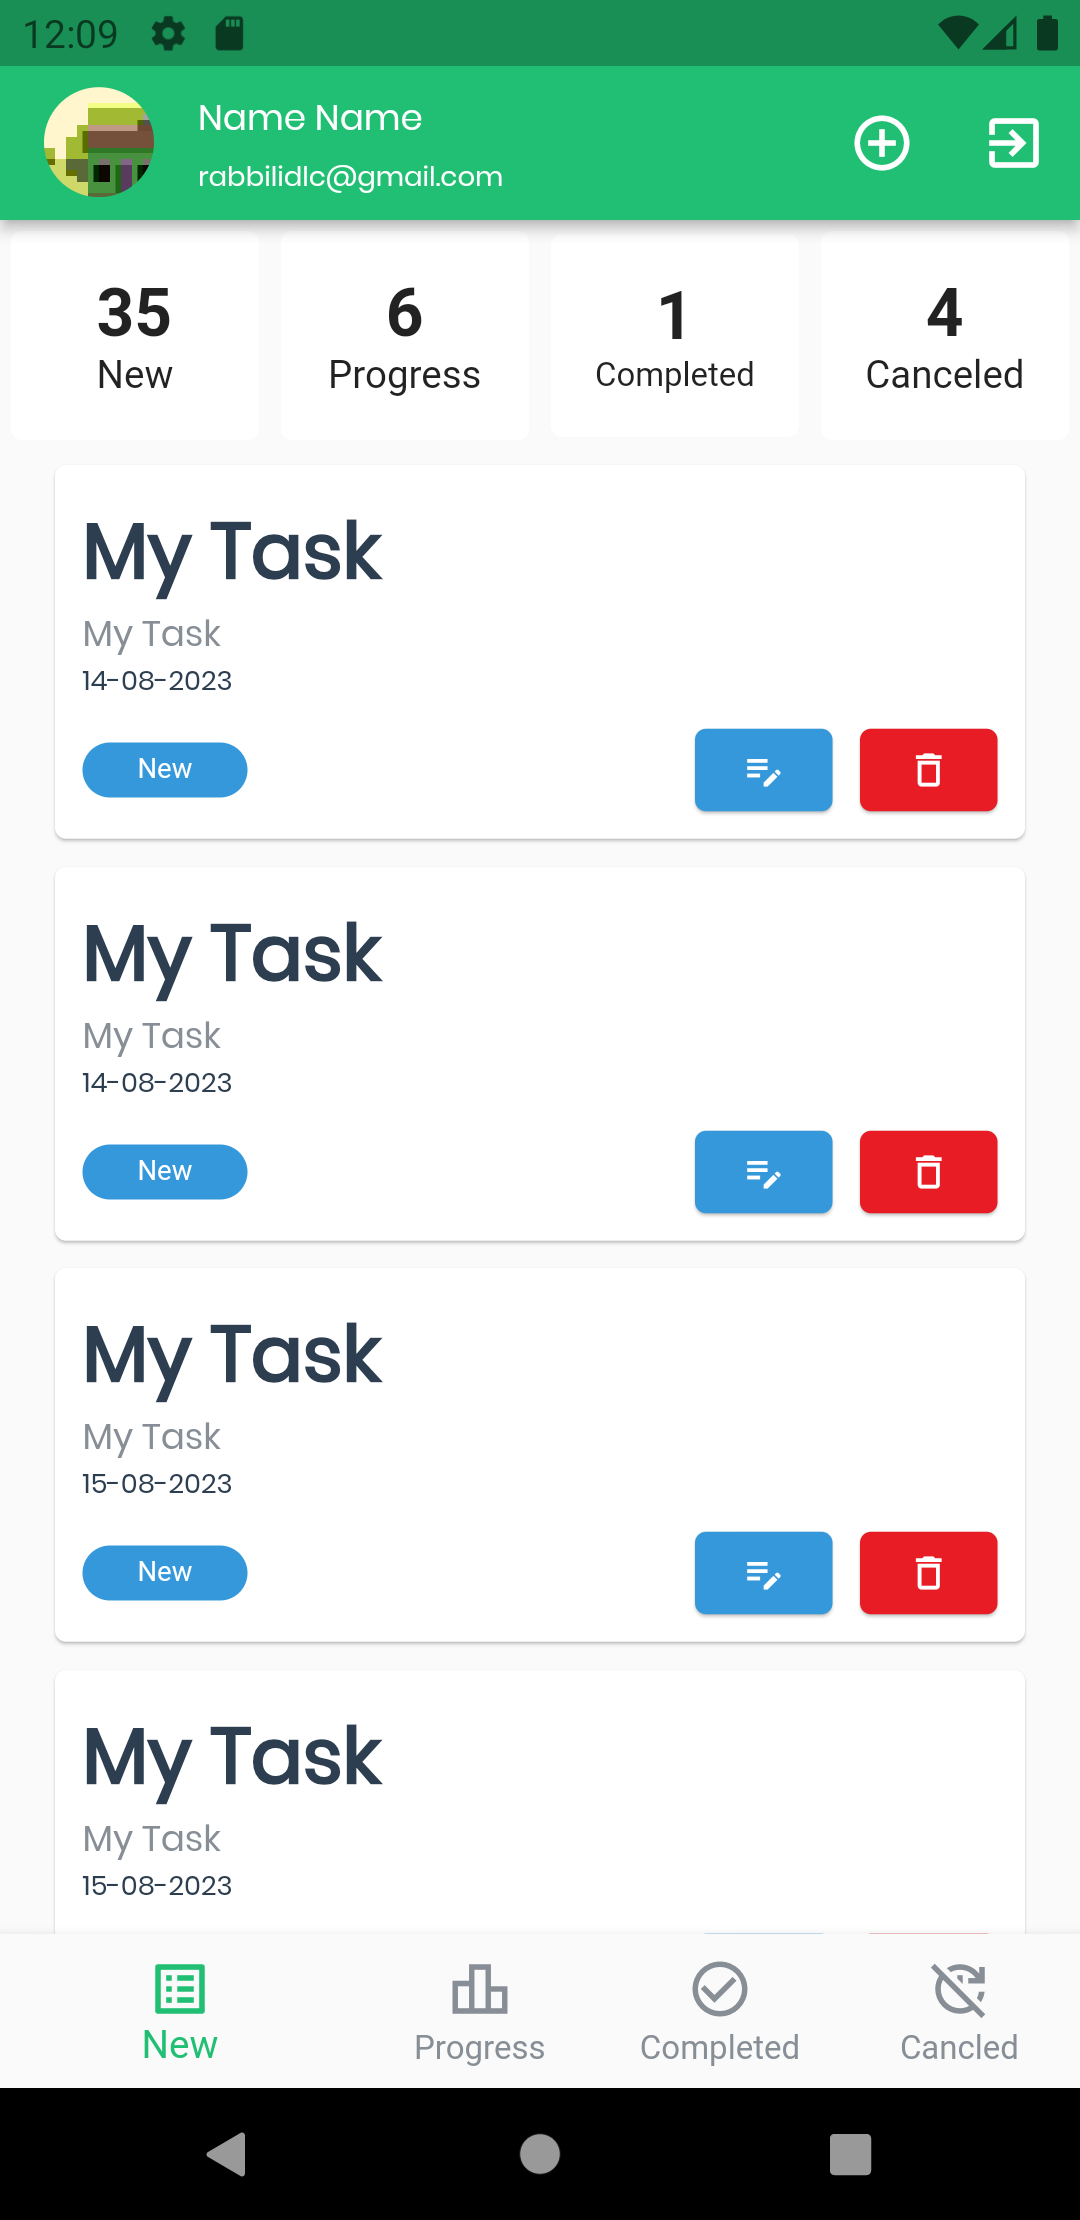 12:09
Name Name
rabbilidlc@gmail.com
35 6 1 4
New Progress Completed Canceled
My Task
My Task
14-08-2023
New
My Task
My Task
14-08-2023
New
My Task
My Task
15-08-2023
New
My Task
My Task
15-08-2023
New Progress Completed Cancled